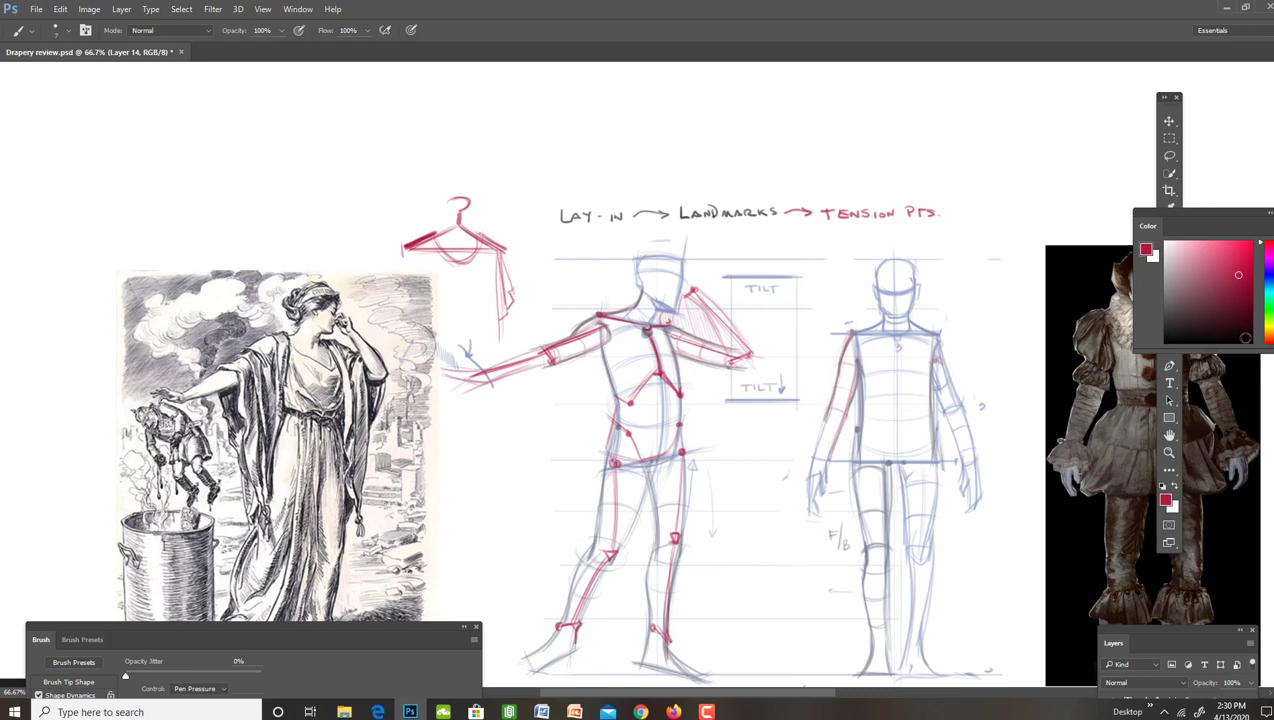 Ps File Edit Image Layer Type Select Filter 3D View Window Help
Mode: Normal Opacity: 100% Flow: 100% Essentials
Drapery review.psd @ 66.7% (Layer 14, RGB/8) * ×
LAY-IN LANDMARKS TENSION PTS.
Color
TILT
TILT
F/B
Brush Brush Presets
Layers
Brush Presets Opacity Jitter 0%
Kind
Brush Tip Shape
Control: Pen Pressure
Normal Opacity: 100%
Shape Dynamics
66.67%
Type here to search
Desktop
2:30 PM
4/13/2020